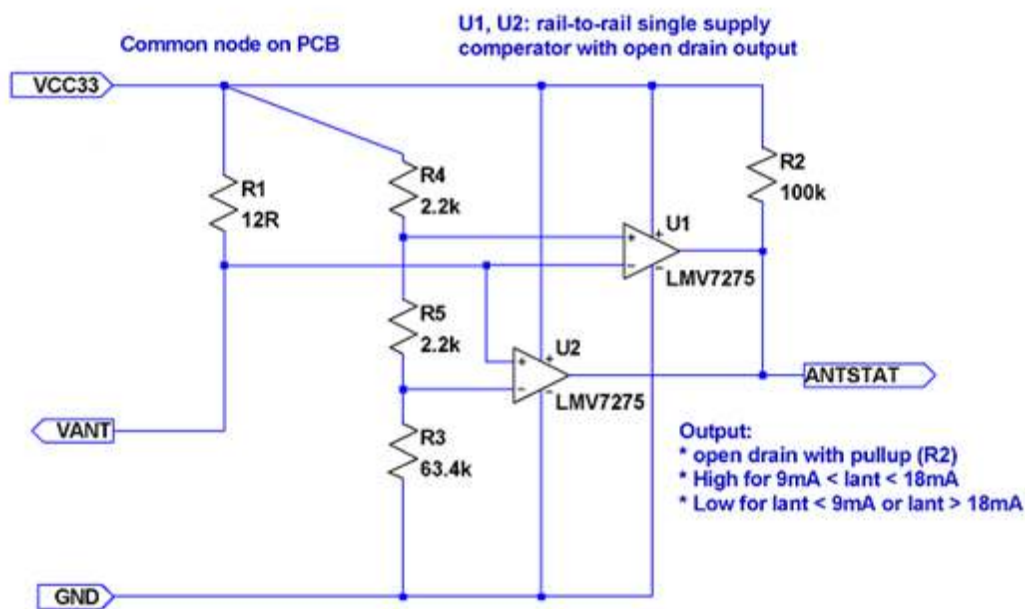 Common node on PCB
U1, U2: rail-to-rail single supply
comperator with open drain output
VCC33
R1
12R
R4
2.2k
R2
100k
+
-
+
-
U1
LMV7275
R5
2.2k
+
-
+
-
U2
LMV7275
ANTSTAT
VANT
R3
63.4k
Output:
* open drain with pullup (R2)
* High for 9mA < Iant < 18mA
* Low for Iant < 9mA or Iant > 18mA
GND